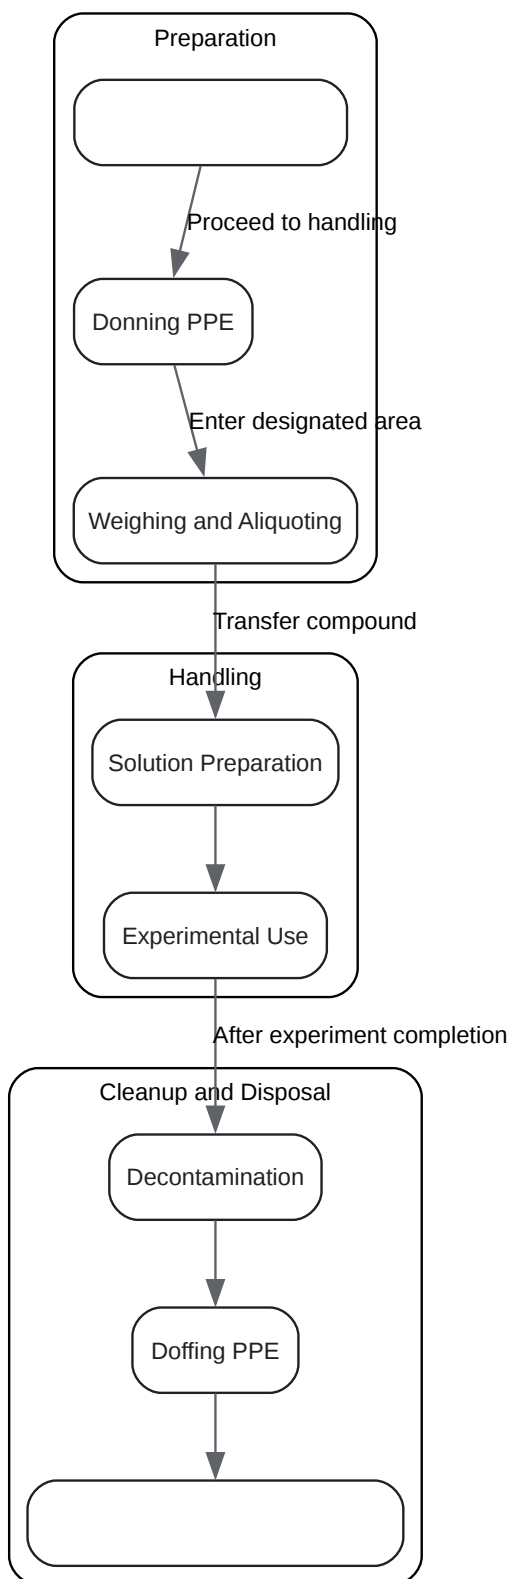 Preparation
Proceed to handling
Donning PPE
Enter designated area
Weighing and Aliquoting
Transfer compound
Handling
Solution Preparation
Experimental Use
After experiment completion
Cleanup and Disposal
Decontamination
Doffing PPE